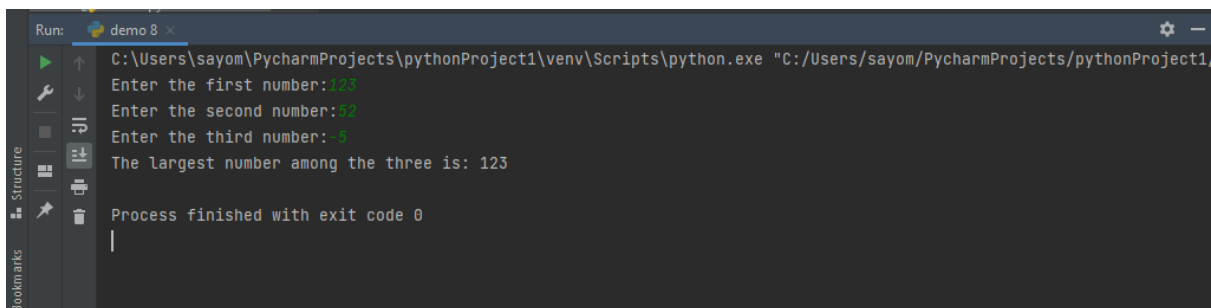 Run: demo 8
C:\Users\sayom\PycharmProjects\pythonProject1\venv\Scripts\python.exe "C:/Users/sayom/PycharmProjects/pythonProject1/
Enter the first number:123
Enter the second number:52
Enter the third number:-5
The largest number among the three is: 123
Process finished with exit code 0
Structure
Bookmarks